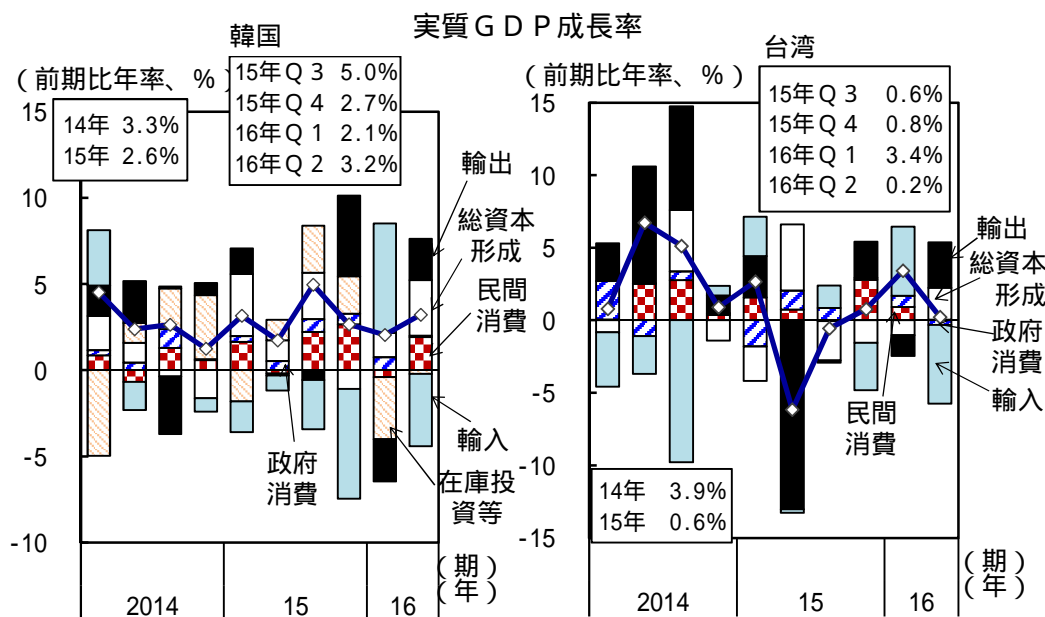 実質ＧＤＰ成長率
韓国
（前期比年率、％）
15年Ｑ３ 5.0%
15年Ｑ４ 2.7%
16年Ｑ１ 2.1%
16年Ｑ２ 3.2%
14年 3.3%
15年 2.6%
15
10
5
0
-5
-10
輸出
総資本
形成
民間
消費
輸入
政府
消費
在庫投
資等
（期）
（年）
2014
15
16
台湾
（前期比年率、％）
15年Ｑ３ 0.6%
15年Ｑ４ 0.8%
16年Ｑ１ 3.4%
16年Ｑ２ 0.2%
15
10
5
0
-5
-10
-15
輸出
総資本
形成
政府
消費
輸入
民間
消費
14年 3.9%
15年 0.6%
（期）
（年）
2014
15
16